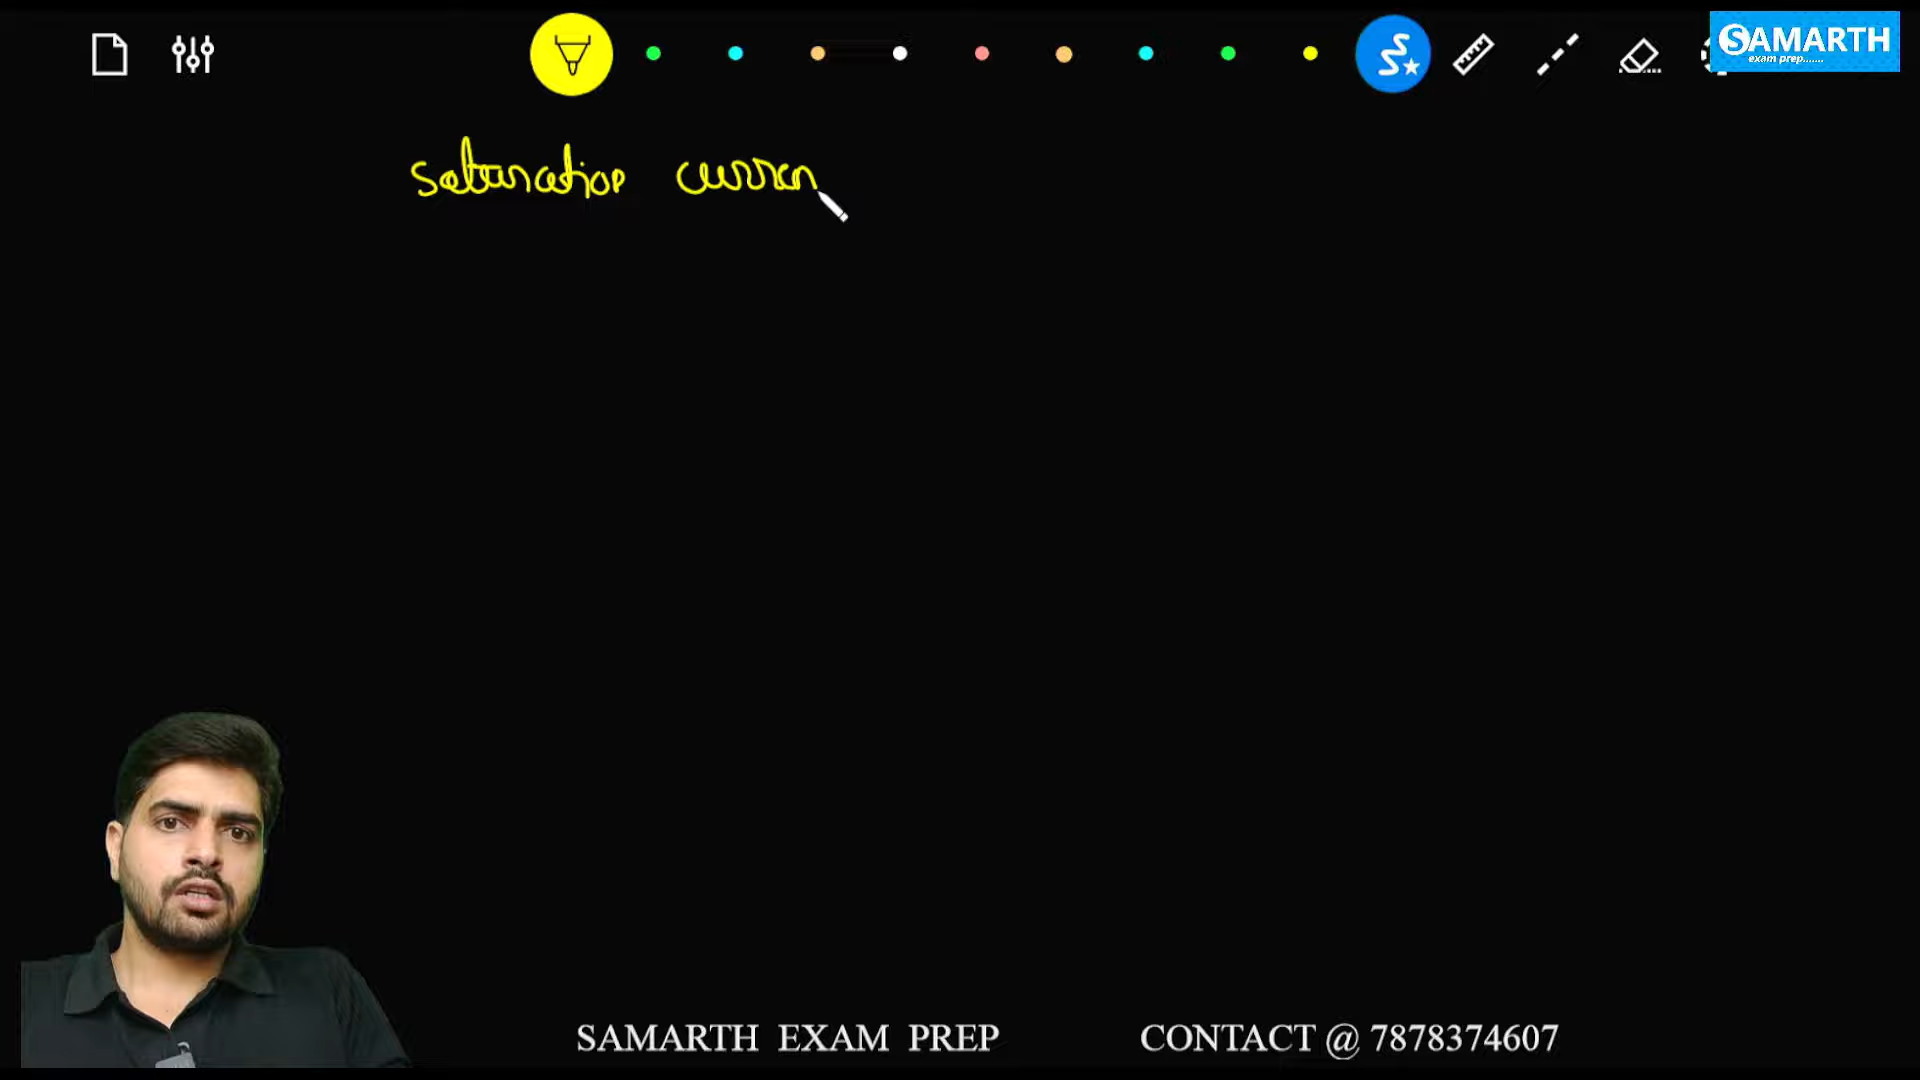 SAMARTH
exam prep.......
saturation curren
SAMARTH EXAM PREP CONTACT @ 7878374607